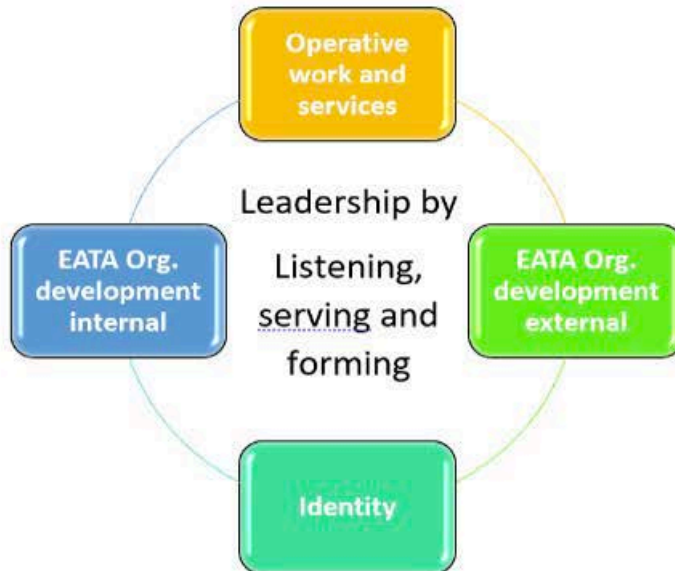 Operative
work and
services
Leadership by
Listening,
serving and
forming
EATA Org.
development
internal
EATA Org.
development
external
Identity